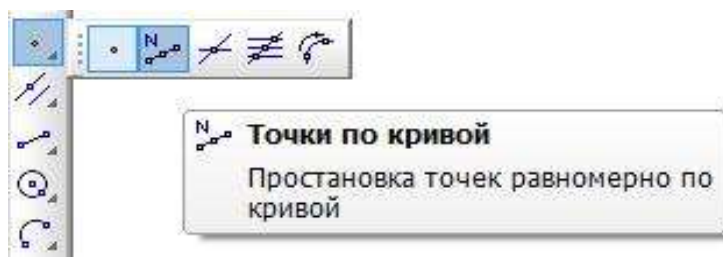 N
N Точки по кривой
Простановка точек равномерно по
кривой